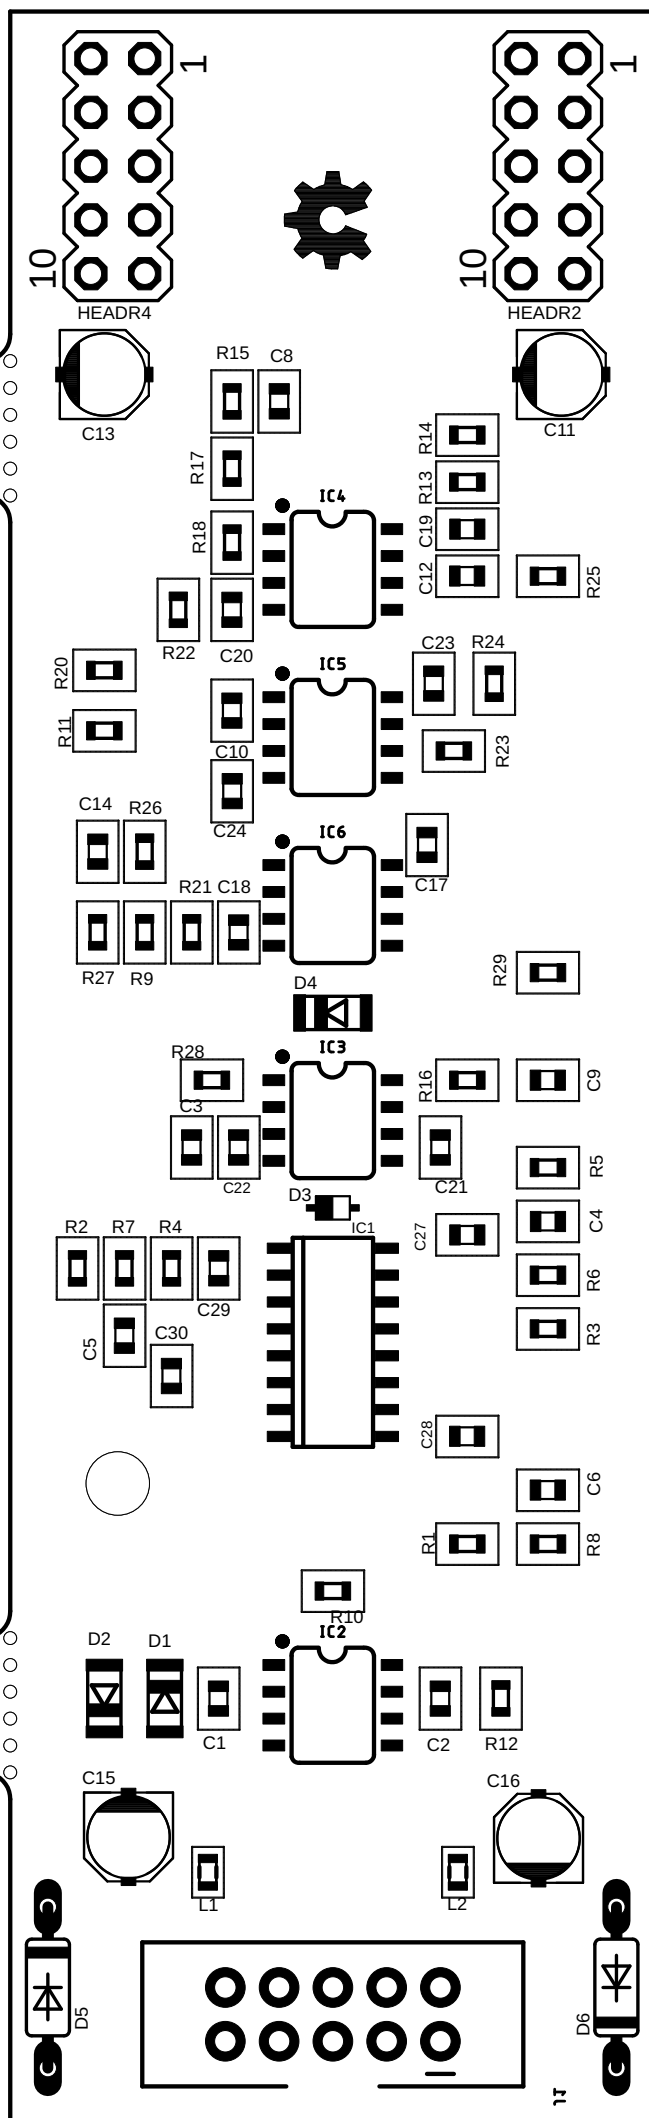 1
1
10
10
HEADR4
HEADR2
C13
R15
C8
C11
R14
R17
R13
IC4
R18
C19
C12
R25
R22
C20
R20
IC5
C23
R24
R11
C10
R23
C14
R26
C24
IC6
R21
C18
C17
R27
R9
R29
D4
R28
IC3
R16
C9
C3
R5
C22
C21
D3
IC1
R2
R7
R4
C27
C4
C29
R6
C5
C30
R3
C28
C6
R1
R8
R10
IC2
D2
D1
C1
C2
R12
C15
C16
L1
L2
D5
D6
J1